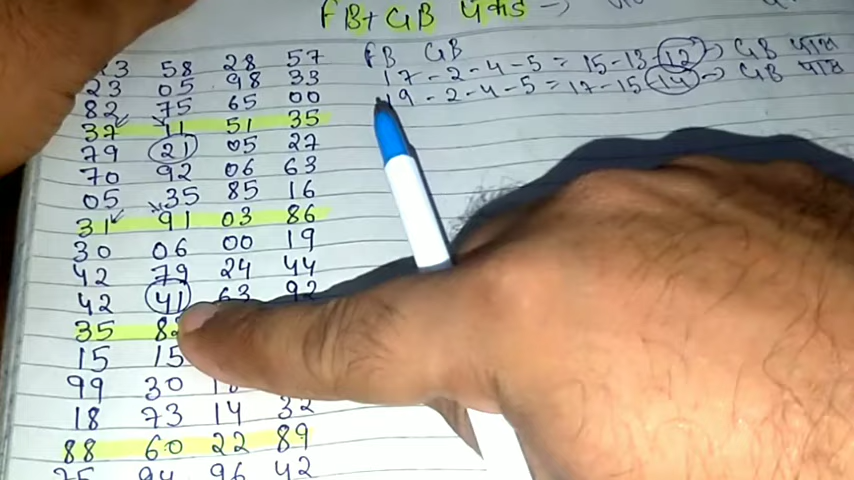 FB+GB
FB GB
17-2-4-5=15-13-12→ GB पास
19-2-4-5=17-15 14→ GB पास
58 28 57
23 05 98 33
82 75 65 00
37 11 51 35
79 21 05 27
70 92 06 63
05 35 85 16
31 91 03 86
30 06 00 19
42 79 24 44
42 41 63 92
35
15 15
99 30
18 73 14 32
88 60 22 89
94 96 42